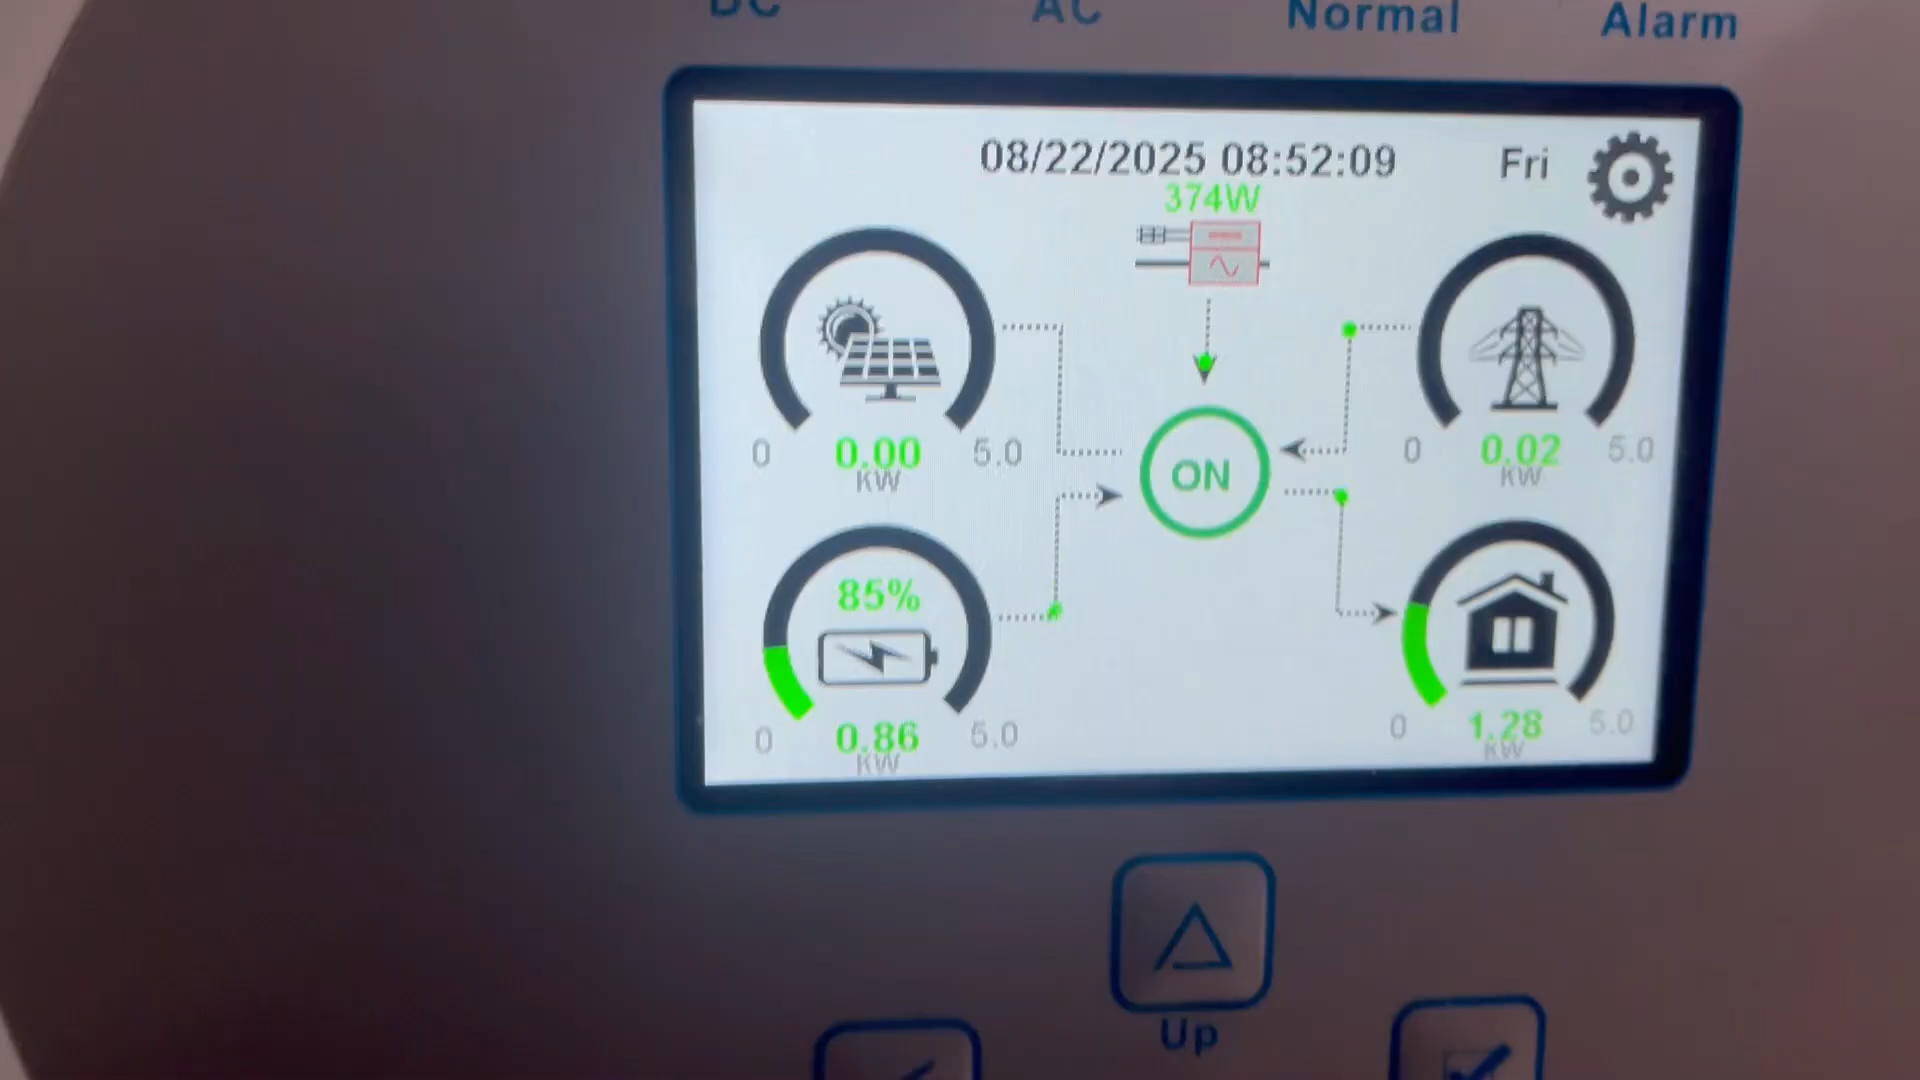 DC AC Normal Alarm
08/22/2025 08:52:09 Fri
374W
0 0.00 5.0
KW
0 0.02 5.0
KW
ON
85%
0 0.86 5.0
KW
0 1.28 5.0
KW
Up